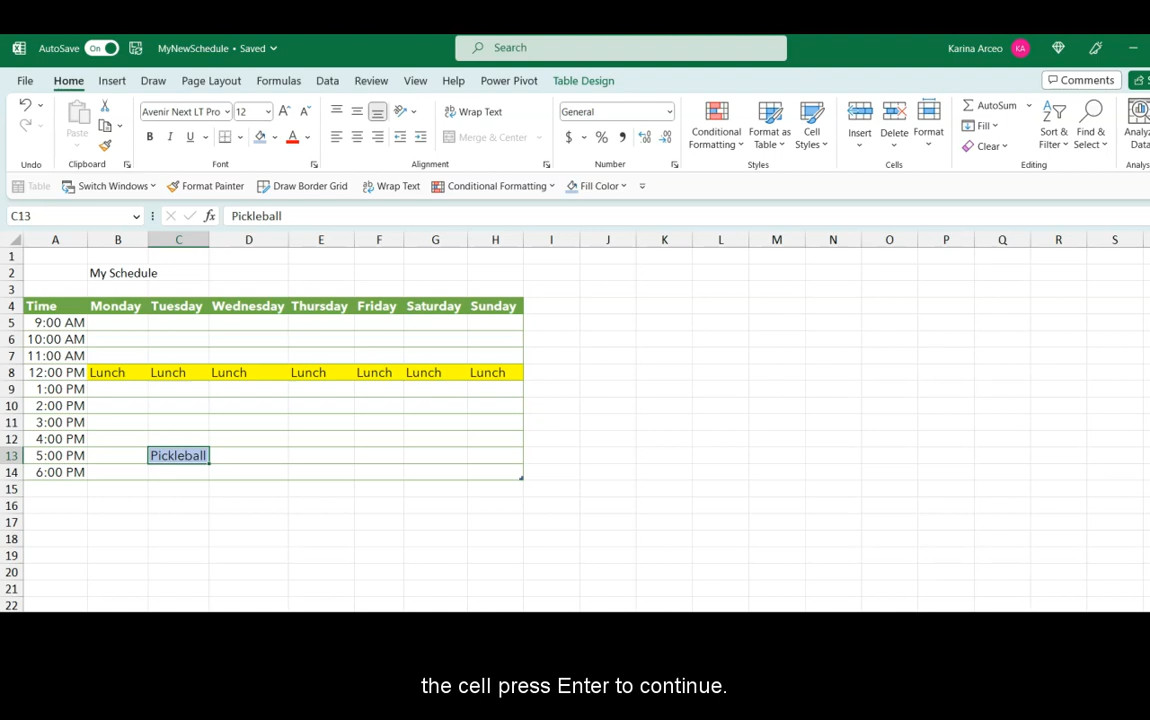 AutoSave On MyNewSchedule • Saved Search Karina Arceo KA
File Home Insert Draw Page Layout Formulas Data Review View Help Power Pivot Table Design Comments
Avenir Next LT Pro 12 A A Wrap Text General AutoSum
Paste B I U A Merge & Center $ % Conditional Formatting Format as Table Cell Styles Insert Delete Format Fill Clear Sort & Filter Find & Select Analyz Data
Undo Clipboard Font Alignment Number Styles Cells Editing Analys
Table Switch Windows Format Painter Draw Border Grid Wrap Text Conditional Formatting Fill Color
C13 fx Pickleball
A B C D E F G H I J K L M N O P Q R S
1
2 My Schedule
3
4 Time Monday Tuesday Wednesday Thursday Friday Saturday Sunday
5 9:00 AM
6 10:00 AM
7 11:00 AM
8 12:00 PM Lunch Lunch Lunch Lunch Lunch Lunch Lunch
9 1:00 PM
10 2:00 PM
11 3:00 PM
12 4:00 PM
13 5:00 PM Pickleball
14 6:00 PM
15
16
17
18
19
20
21
22
the cell press Enter to continue.